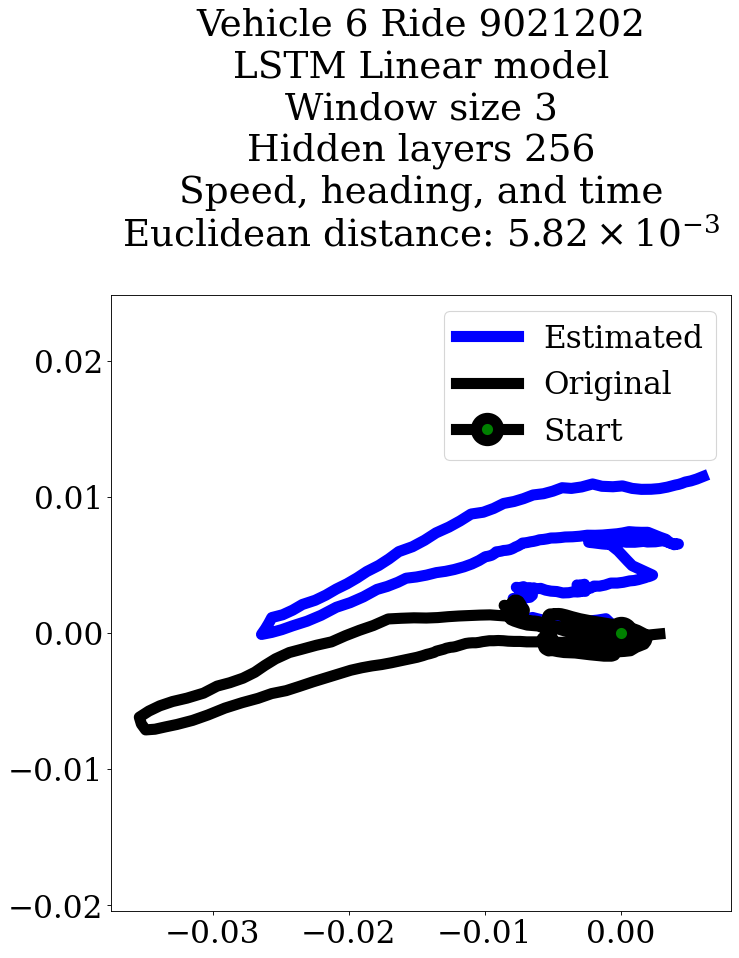 Vehicle 6 Ride 9021202
LSTM Linear model
Window size 3
Hidden layers 256
Speed, heading, and time
Euclidean distance: 5.82 × 10⁻³
Estimated
Original
Start
0.02
0.01
0.00
−0.01
−0.02
−0.03
−0.02
−0.01
0.00